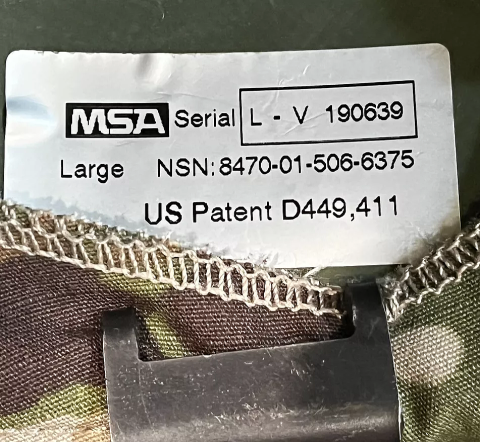 MSA Serial L - V 190639
Large NSN: 8470-01-506-6375
US Patent D449,411